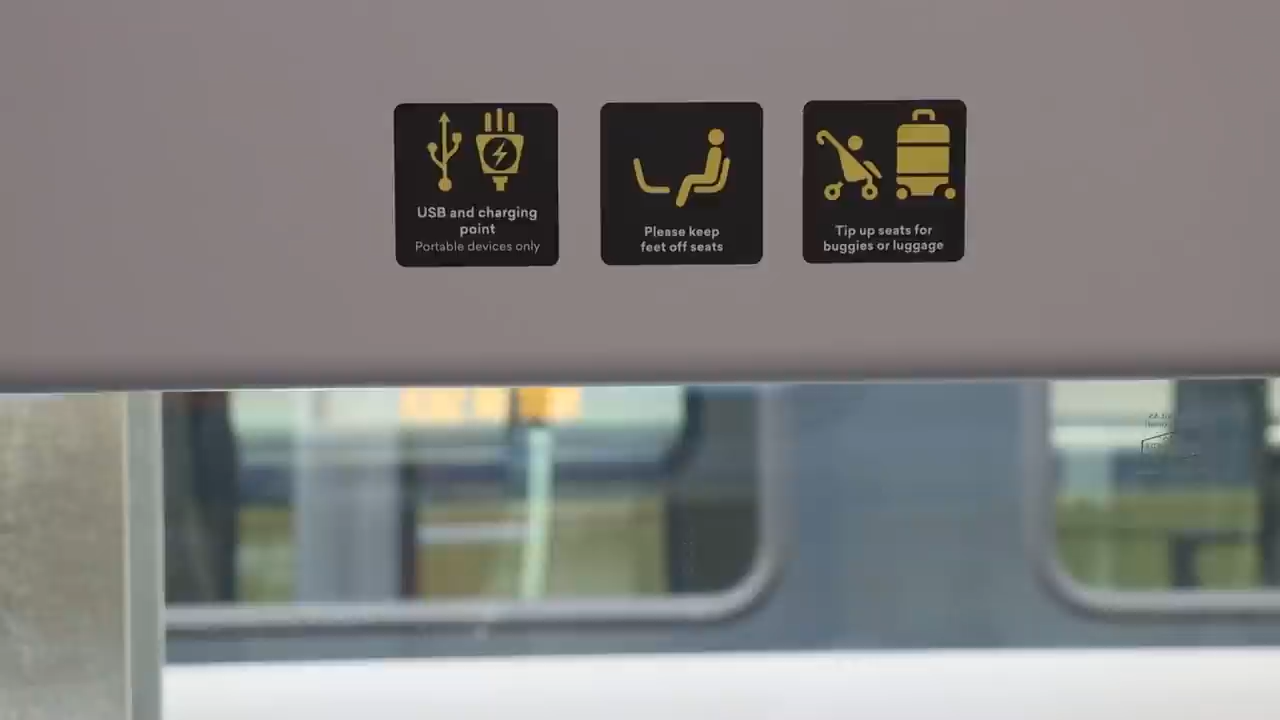 USB and charging
point
Portable devices only
Please keep
feet off seats
Tip up seats for
buggies or luggage